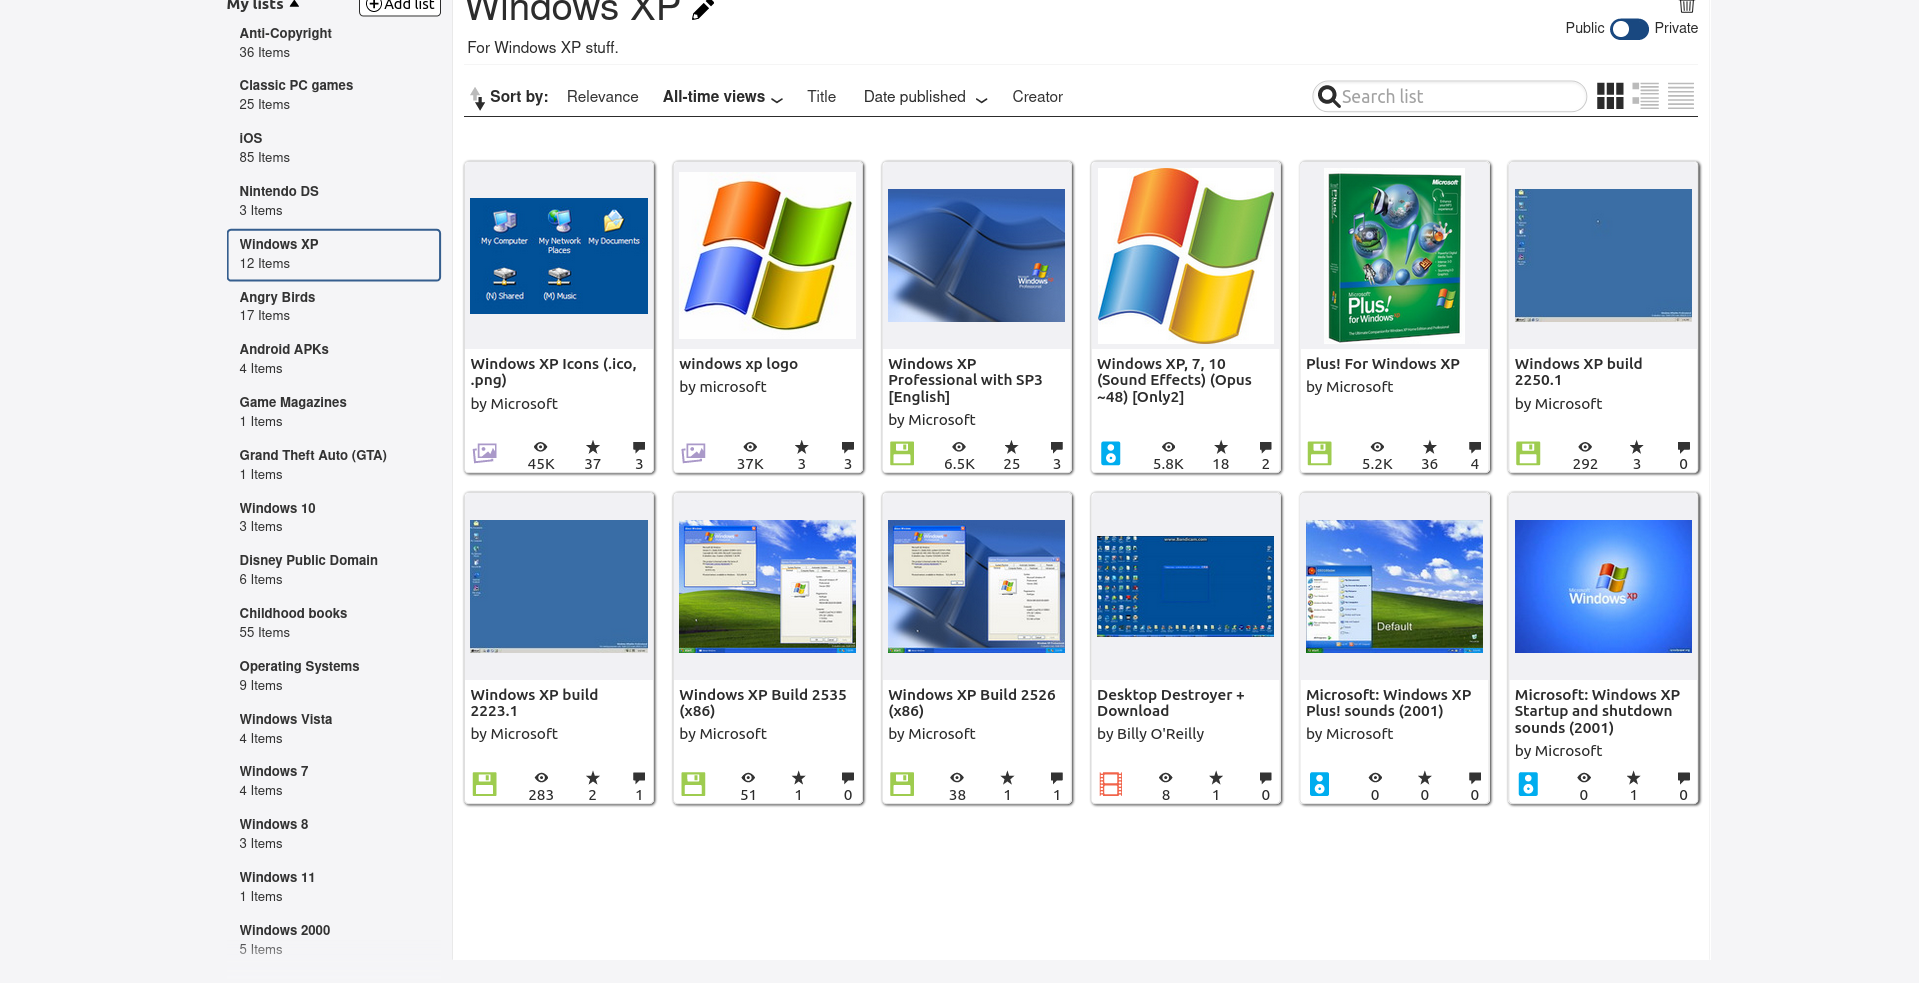 My lists
Add list
Anti-Copyright
36 Items
Classic PC games
25 Items
iOS
85 Items
Nintendo DS
3 Items
Windows XP
12 Items
Angry Birds
17 Items
Android APKs
4 Items
Game Magazines
1 Items
Grand Theft Auto (GTA)
1 Items
Windows 10
3 Items
Disney Public Domain
6 Items
Childhood books
55 Items
Operating Systems
9 Items
Windows Vista
4 Items
Windows 7
4 Items
Windows 8
3 Items
Windows 11
1 Items
Windows 2000
5 Items
Windows XP
Public Private
For Windows XP stuff.
Sort by: Relevance All-time views Title Date published Creator
Search list
My Computer My Network Places My Documents
(N) Shared (M) Music
Windows XP Icons (.ico, .png)
by Microsoft
45K 37 3
windows xp logo
by microsoft
37K 3 3
Windows
Professional
Windows XP Professional with SP3 [English]
by Microsoft
6.5K 25 3
Windows XP, 7, 10 (Sound Effects) (Opus ~48) [Only2]
5.8K 18 2
Microsoft
Plus!
Microsoft
Plus!
for Windows
Plus! For Windows XP
by Microsoft
5.2K 36 4
Windows XP build 2250.1
by Microsoft
292 3 0
Windows XP build 2223.1
by Microsoft
283 2 1
Windows
Windows XP Build 2535 (x86)
by Microsoft
51 1 0
Windows
Windows XP Build 2526 (x86)
by Microsoft
38 1 1
www.Bandicam.com
Desktop Destroyer + Download
by Billy O'Reilly
8 1 0
Default
Microsoft: Windows XP Plus! sounds (2001)
by Microsoft
0 0 0
Windows xp
Microsoft: Windows XP Startup and shutdown sounds (2001)
by Microsoft
0 1 0